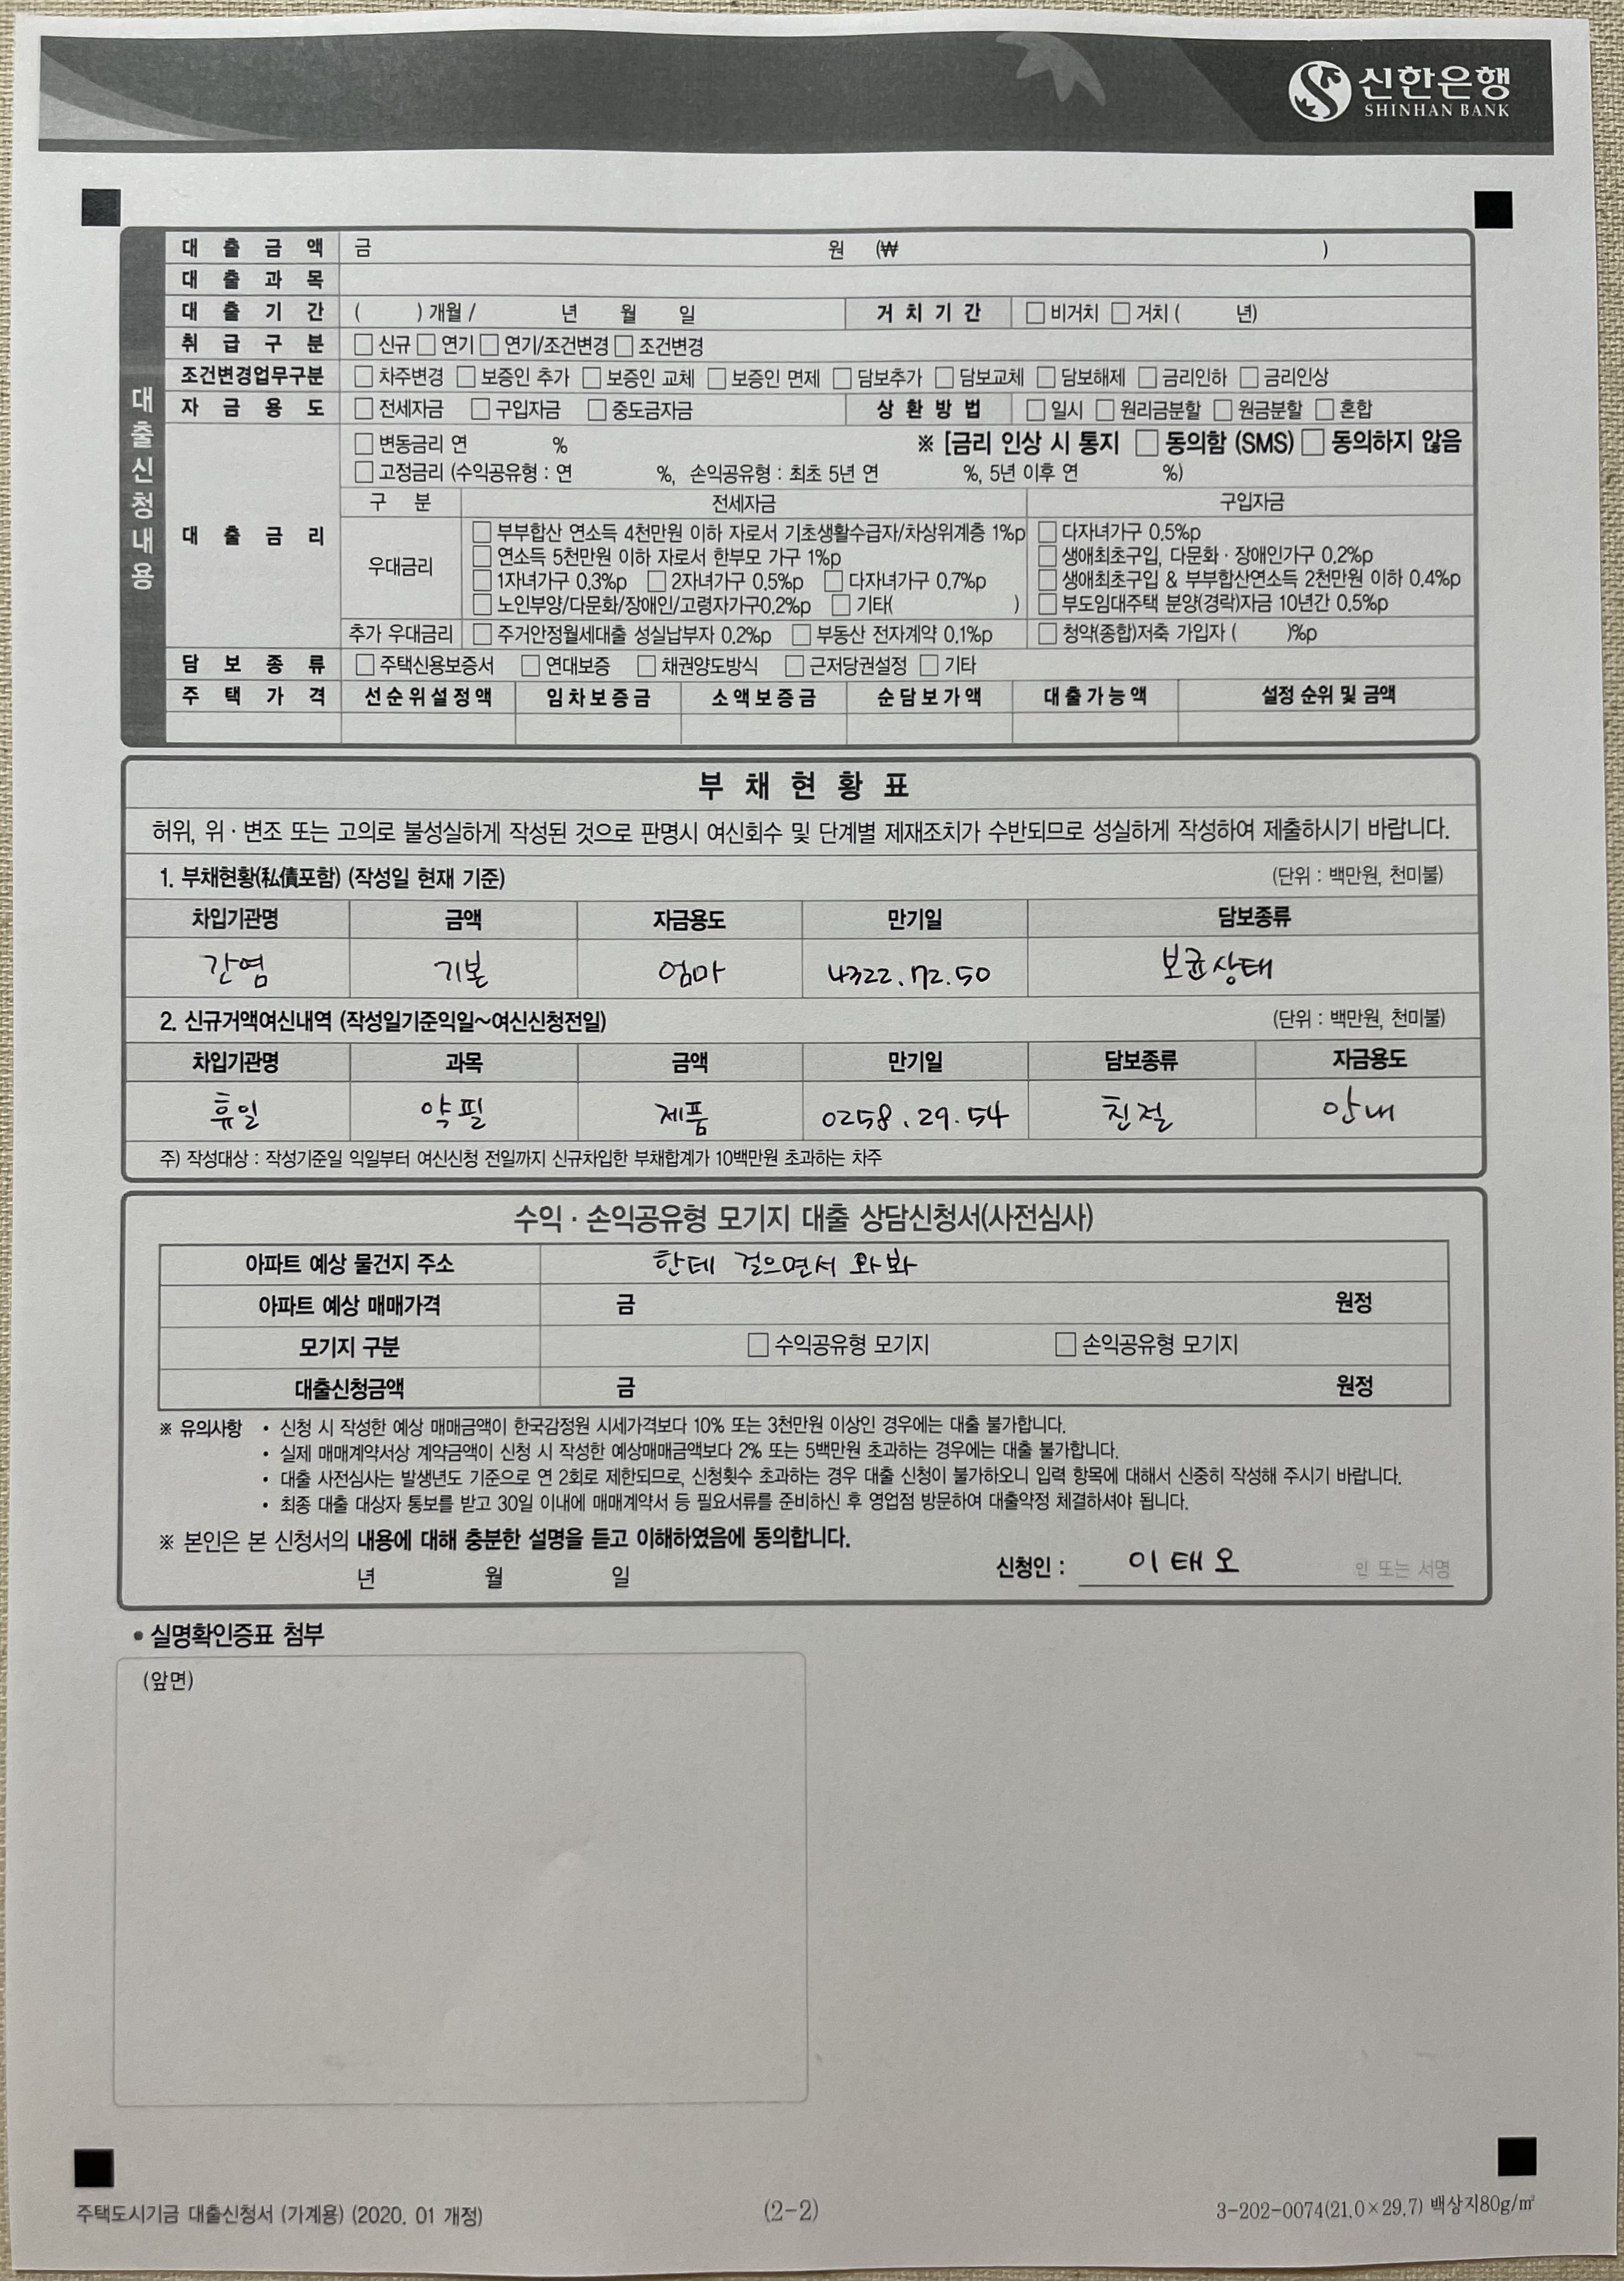 신한은행
SHINHAN BANK
대출신청내용
대 출 금 액 금 원 (₩ )
대 출 과 목
대 출 기 간 ( ) 개월 / 년 월 일 거 치 기 간 □ 비거치 □ 거치 ( 년)
취 급 구 분 □ 신규 □ 연기 □ 연기/조건변경 □ 조건변경
조건변경업무구분 □ 차주변경 □ 보증인 추가 □ 보증인 교체 □ 보증인 면제 □ 담보추가 □ 담보교체 □ 담보해제 □ 금리인하 □ 금리인상
자 금 용 도 □ 전세자금 □ 구입자금 □ 중도금자금 상 환 방 법 □ 일시 □ 원리금분할 □ 원금분할 □ 혼합
대 출 금 리
□ 변동금리 연 % ※ [금리 인상 시 통지 □ 동의함 (SMS) □ 동의하지 않음
□ 고정금리 (수익공유형 : 연 %, 손익공유형 : 최초 5년 연 %, 5년 이후 연 %)
구 분 전세자금 구입자금
우대금리
□ 부부합산 연소득 4천만원 이하 자로서 기초생활수급자/차상위계층 1%p □ 다자녀가구 0.5%p
□ 연소득 5천만원 이하 자로서 한부모 가구 1%p □ 생애최초구입, 다문화 · 장애인가구 0.2%p
□ 1자녀가구 0.3%p □ 2자녀가구 0.5%p □ 다자녀가구 0.7%p □ 생애최초구입 & 부부합산연소득 2천만원 이하 0.4%p
□ 노인부양/다문화/장애인/고령자가구0.2%p □ 기타( ) □ 부도임대주택 분양(경락)자금 10년간 0.5%p
추가 우대금리 □ 주거안정월세대출 성실납부자 0.2%p □ 부동산 전자계약 0.1%p □ 청약(종합)저축 가입자 ( )%p
담 보 종 류 □ 주택신용보증서 □ 연대보증 □ 채권양도방식 □ 근저당권설정 □ 기타
주 택 가 격 선순위설정액 임차보증금 소액보증금 순담보가액 대출가능액 설정 순위 및 금액
부 채 현 황 표
허위, 위 · 변조 또는 고의로 불성실하게 작성된 것으로 판명시 여신회수 및 단계별 제재조치가 수반되므로 성실하게 작성하여 제출하시기 바랍니다.
1. 부채현황(私債포함) (작성일 현재 기준) (단위 : 백만원, 천미불)
차입기관명 금액 자금용도 만기일 담보종류
간염 기본 엄마 4322.72.50 보균상태
2. 신규거액여신내역 (작성일기준익일~여신신청전일) (단위 : 백만원, 천미불)
차입기관명 과목 금액 만기일 담보종류 자금용도
휴일 약필 제품 0258.29.54 친절 안내
주) 작성대상 : 작성기준일 익일부터 여신신청 전일까지 신규차입한 부채합계가 10백만원 초과하는 차주
수익 · 손익공유형 모기지 대출 상담신청서(사전심사)
아파트 예상 물건지 주소 한테 걸으면서 와봐
아파트 예상 매매가격 금 원정
모기지 구분 □ 수익공유형 모기지 □ 손익공유형 모기지
대출신청금액 금 원정
※ 유의사항 • 신청 시 작성한 예상 매매금액이 한국감정원 시세가격보다 10% 또는 3천만원 이상인 경우에는 대출 불가합니다.
• 실제 매매계약서상 계약금액이 신청 시 작성한 예상매매금액보다 2% 또는 5백만원 초과하는 경우에는 대출 불가합니다.
• 대출 사전심사는 발생년도 기준으로 연 2회로 제한되므로, 신청횟수 초과하는 경우 대출 신청이 불가하오니 입력 항목에 대해서 신중히 작성해 주시기 바랍니다.
• 최종 대출 대상자 통보를 받고 30일 이내에 매매계약서 등 필요서류를 준비하신 후 영업점 방문하여 대출약정 체결하셔야 됩니다.
※ 본인은 본 신청서의 내용에 대해 충분한 설명을 듣고 이해하였음에 동의합니다.
년 월 일 신청인 : 이태오 인 또는 서명
• 실명확인증표 첨부
(앞면)
주택도시기금 대출신청서 (가계용) (2020. 01 개정) (2-2) 3-202-0074(21.0×29.7) 백상지80g/㎡